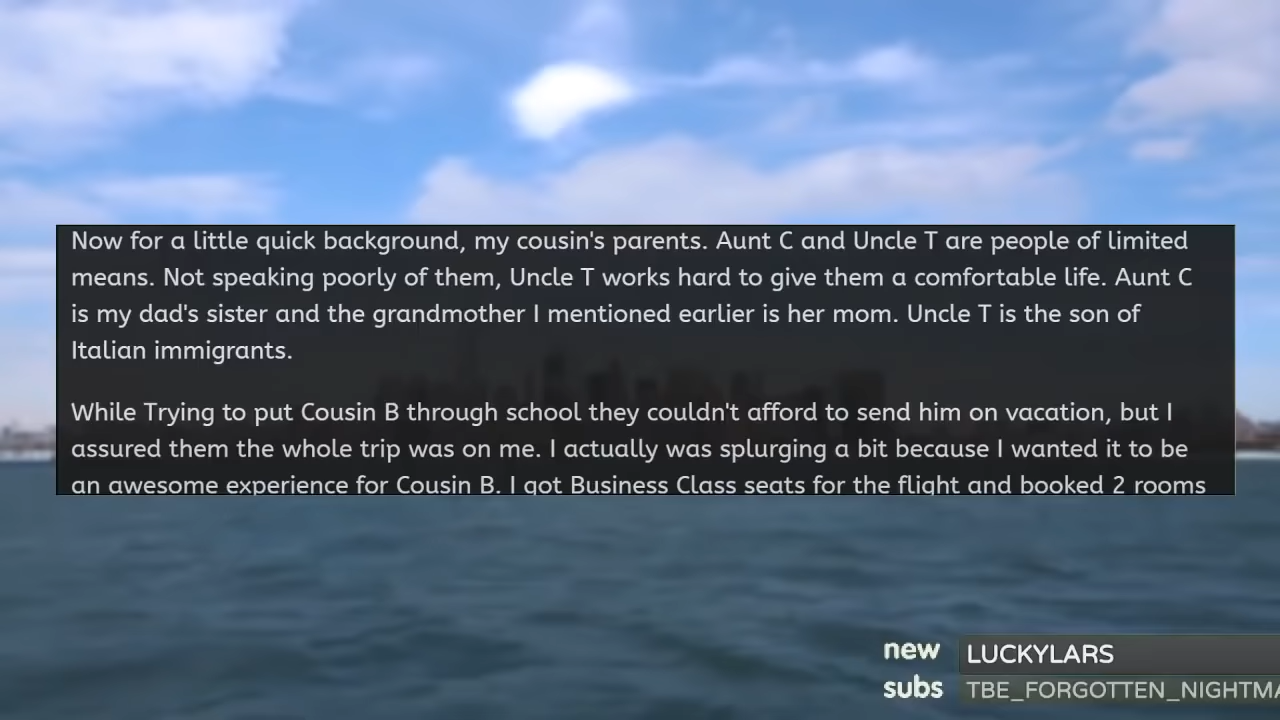 Now for a little quick background, my cousin's parents. Aunt C and Uncle T are people of limited
means. Not speaking poorly of them, Uncle T works hard to give them a comfortable life. Aunt C
is my dad's sister and the grandmother I mentioned earlier is her mom. Uncle T is the son of
Italian immigrants.
While Trying to put Cousin B through school they couldn't afford to send him on vacation, but I
assured them the whole trip was on me. I actually was splurging a bit because I wanted it to be
an awesome experience for Cousin B. I got Business Class seats for the flight and booked 2 rooms
new
LUCKYLARS
subs
TBE_FORGOTTEN_NIGHTMA